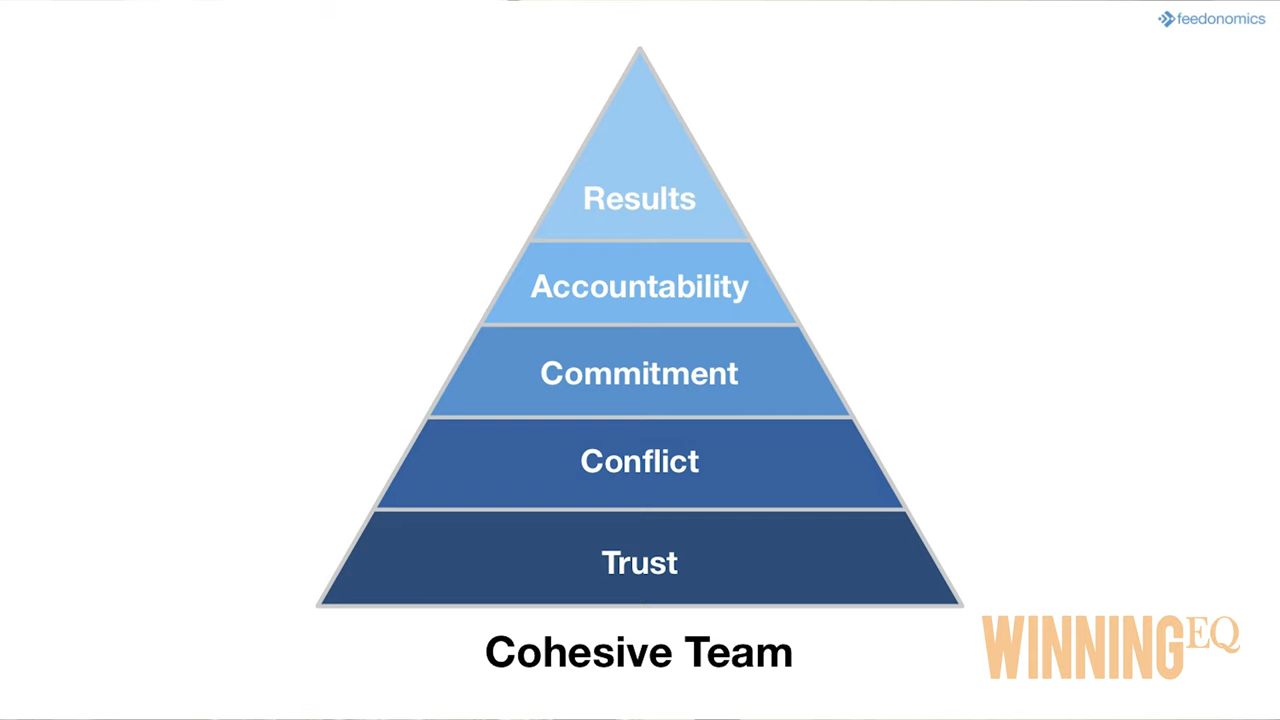 feedonomics
Results
Accountability
Commitment
Conflict
Trust
Cohesive Team
WINNINGEQ